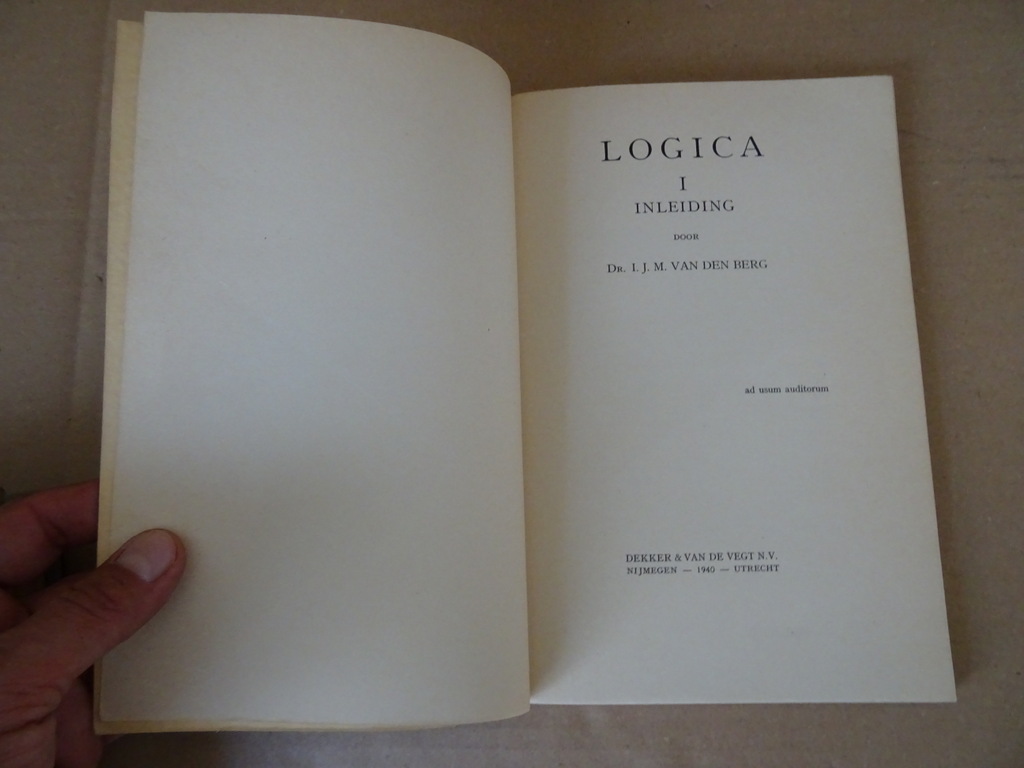 LOGICA
I
INLEIDING
DOOR
DR. I. J. M. VAN DEN BERG
ad usum auditorum
DEKKER & VAN DE VEGT N.V.
NIJMEGEN — 1940 — UTRECHT